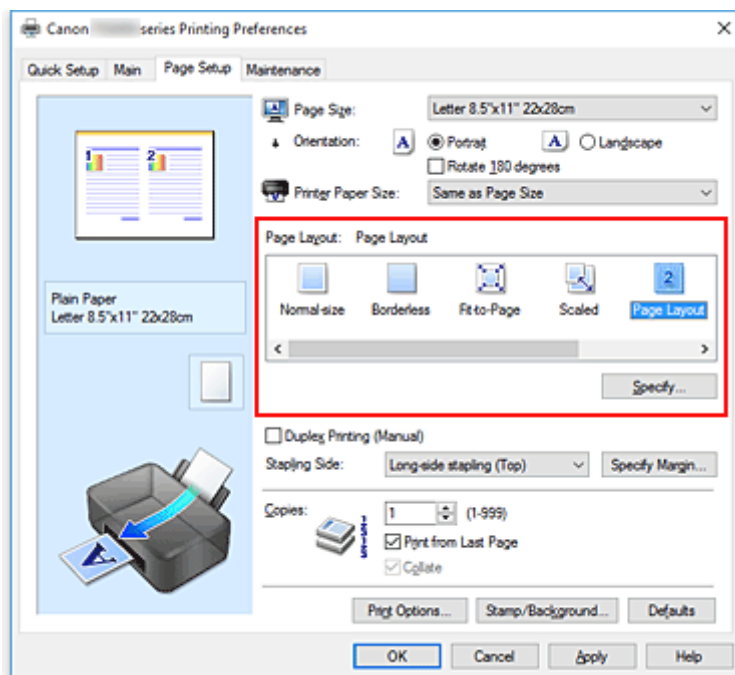 Canon series Printing Preferences
Quick Setup Main Page Setup Maintenance
1 2
Page Size: Letter 8.5"x11" 22x28cm
Orientation: A Portrait A Landscape
Rotate 180 degrees
Printer Paper Size: Same as Page Size
Page Layout: Page Layout
2
Normal-size Borderless Fit-to-Page Scaled Page Layout
Specify...
Plain Paper
Letter 8.5"x11" 22x28cm
Duplex Printing (Manual)
Stapling Side: Long-side stapling (Top) Specify Margin...
Copies: 1 (1-999)
Print from Last Page
Collate
A
Print Options... Stamp/Background... Defaults
OK Cancel Apply Help